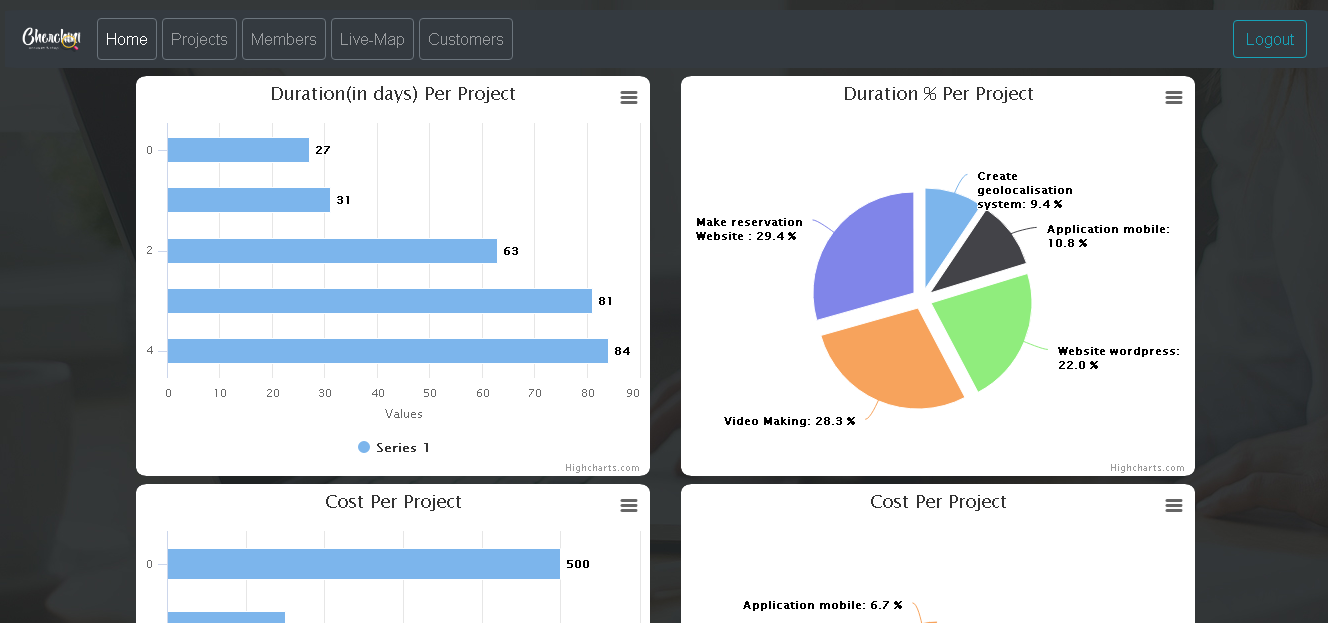 Home
Projects
Members
Live-Map
Customers
Logout
Duration(in days) Per Project
0
27
31
2
63
81
4
84
0 10 20 30 40 50 60 70 80 90
Values
Series 1
Highcharts.com
Duration % Per Project
Create
geolocalisation
system: 9.4 %
Application mobile:
10.8 %
Make reservation
Website : 29.4 %
Website wordpress:
22.0 %
Video Making: 28.3 %
Highcharts.com
Cost Per Project
0
500
Cost Per Project
Application mobile: 6.7 %